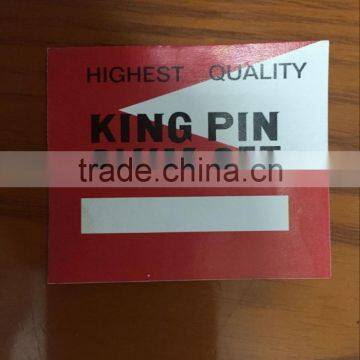 HIGHEST QUALITY
KING PIN
trade.china.cn